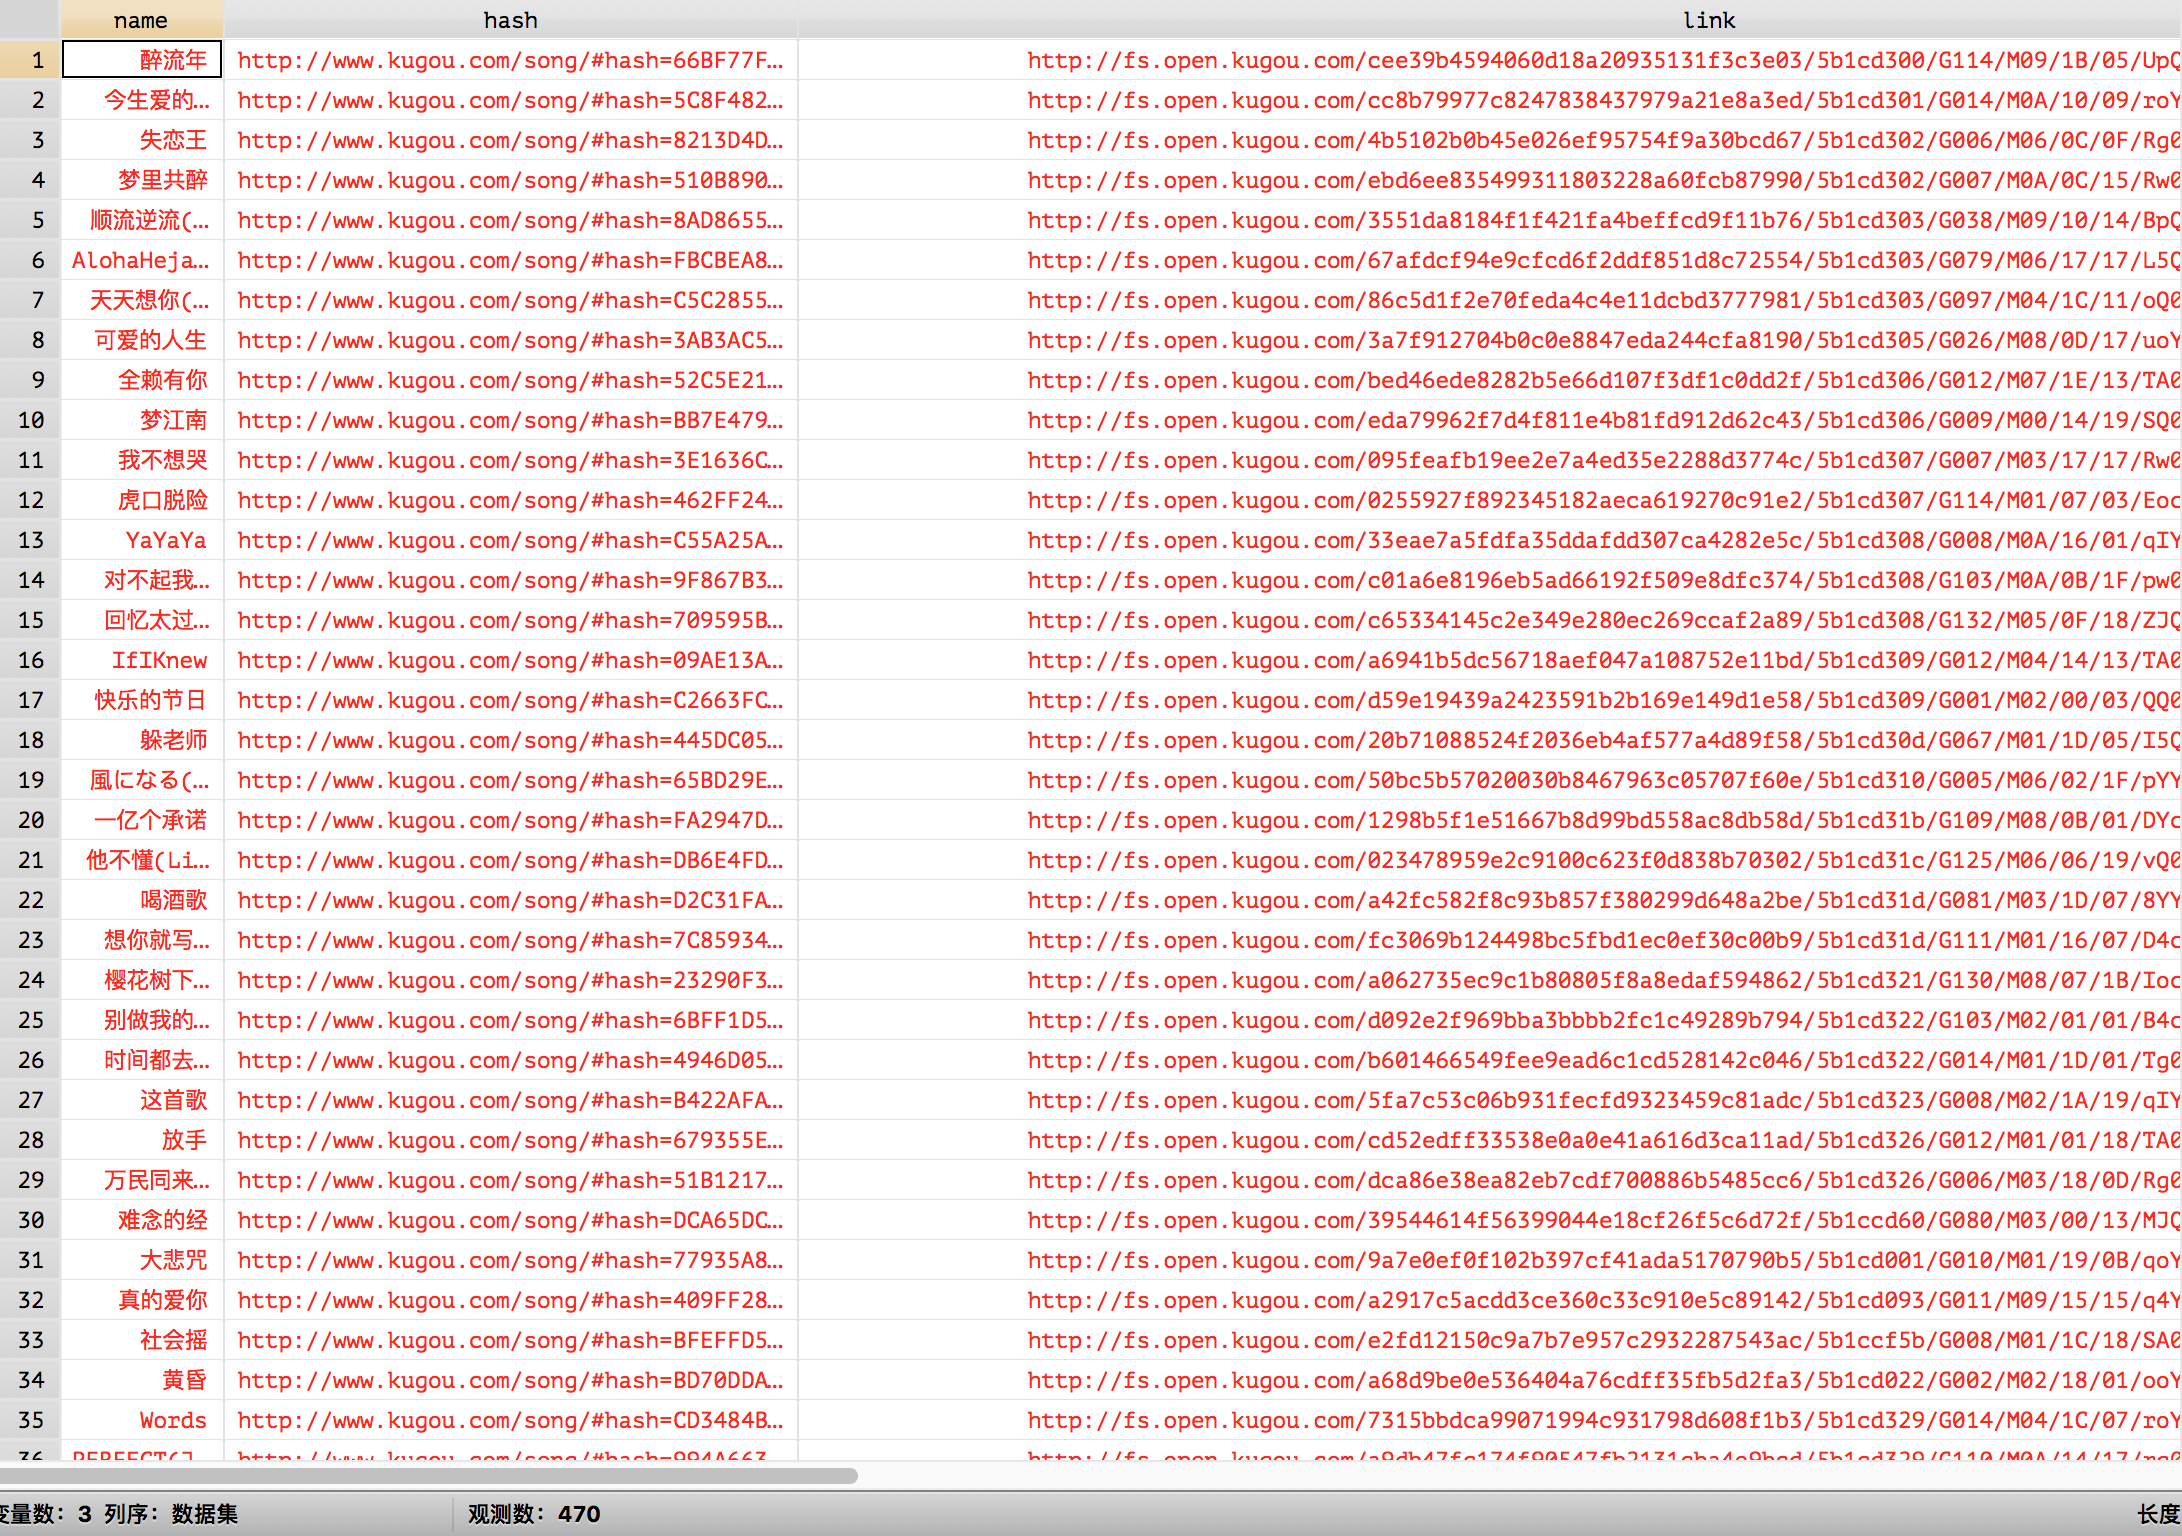 name hash link
1 醉流年 http://www.kugou.com/song/#hash=66BF77F… http://fs.open.kugou.com/cee39b4594060d18a20935131f3c3e03/5b1cd300/G114/M09/1B/05/UpQ
2 今生爱的… http://www.kugou.com/song/#hash=5C8F482… http://fs.open.kugou.com/cc8b79977c8247838437979a21e8a3ed/5b1cd301/G014/M0A/10/09/roY
3 失恋王 http://www.kugou.com/song/#hash=8213D4D… http://fs.open.kugou.com/4b5102b0b45e026ef95754f9a30bcd67/5b1cd302/G006/M06/0C/0F/Rg0
4 梦里共醉 http://www.kugou.com/song/#hash=510B890… http://fs.open.kugou.com/ebd6ee835499311803228a60fcb87990/5b1cd302/G007/M0A/0C/15/Rw0
5 顺流逆流(… http://www.kugou.com/song/#hash=8AD8655… http://fs.open.kugou.com/3551da8184f1f421fa4beffcd9f11b76/5b1cd303/G038/M09/10/14/BpQ
6 AlohaHeja… http://www.kugou.com/song/#hash=FBCBEA8… http://fs.open.kugou.com/67afdcf94e9cfcd6f2ddf851d8c72554/5b1cd303/G079/M06/17/17/L5Q
7 天天想你(… http://www.kugou.com/song/#hash=C5C2855… http://fs.open.kugou.com/86c5d1f2e70feda4c4e11dcbd3777981/5b1cd303/G097/M04/1C/11/oQ0
8 可爱的人生 http://www.kugou.com/song/#hash=3AB3AC5… http://fs.open.kugou.com/3a7f912704b0c0e8847eda244cfa8190/5b1cd305/G026/M08/0D/17/uoY
9 全赖有你 http://www.kugou.com/song/#hash=52C5E21… http://fs.open.kugou.com/bed46ede8282b5e66d107f3df1c0dd2f/5b1cd306/G012/M07/1E/13/TA0
10 梦江南 http://www.kugou.com/song/#hash=BB7E479… http://fs.open.kugou.com/eda79962f7d4f811e4b81fd912d62c43/5b1cd306/G009/M00/14/19/SQ0
11 我不想哭 http://www.kugou.com/song/#hash=3E1636C… http://fs.open.kugou.com/095feafb19ee2e7a4ed35e2288d3774c/5b1cd307/G007/M03/17/17/Rw0
12 虎口脱险 http://www.kugou.com/song/#hash=462FF24… http://fs.open.kugou.com/0255927f892345182aeca619270c91e2/5b1cd307/G114/M01/07/03/Eoc
13 YaYaYa http://www.kugou.com/song/#hash=C55A25A… http://fs.open.kugou.com/33eae7a5fdfa35ddafdd307ca4282e5c/5b1cd308/G008/M0A/16/01/qIY
14 对不起我… http://www.kugou.com/song/#hash=9F867B3… http://fs.open.kugou.com/c01a6e8196eb5ad66192f509e8dfc374/5b1cd308/G103/M0A/0B/1F/pw0
15 回忆太过… http://www.kugou.com/song/#hash=709595B… http://fs.open.kugou.com/c65334145c2e349e280ec269ccaf2a89/5b1cd308/G132/M05/0F/18/ZJQ
16 IfIKnew http://www.kugou.com/song/#hash=09AE13A… http://fs.open.kugou.com/a6941b5dc56718aef047a108752e11bd/5b1cd309/G012/M04/14/13/TA0
17 快乐的节日 http://www.kugou.com/song/#hash=C2663FC… http://fs.open.kugou.com/d59e19439a2423591b2b169e149d1e58/5b1cd309/G001/M02/00/03/QQ0
18 躲老师 http://www.kugou.com/song/#hash=445DC05… http://fs.open.kugou.com/20b71088524f2036eb4af577a4d89f58/5b1cd30d/G067/M01/1D/05/I5Q
19 風になる(… http://www.kugou.com/song/#hash=65BD29E… http://fs.open.kugou.com/50bc5b57020030b8467963c05707f60e/5b1cd310/G005/M06/02/1F/pYY
20 一亿个承诺 http://www.kugou.com/song/#hash=FA2947D… http://fs.open.kugou.com/1298b5f1e51667b8d99bd558ac8db58d/5b1cd31b/G109/M08/0B/01/DYc
21 他不懂(Li… http://www.kugou.com/song/#hash=DB6E4FD… http://fs.open.kugou.com/023478959e2c9100c623f0d838b70302/5b1cd31c/G125/M06/06/19/vQ0
22 喝酒歌 http://www.kugou.com/song/#hash=D2C31FA… http://fs.open.kugou.com/a42fc582f8c93b857f380299d648a2be/5b1cd31d/G081/M03/1D/07/8YY
23 想你就写… http://www.kugou.com/song/#hash=7C85934… http://fs.open.kugou.com/fc3069b124498bc5fbd1ec0ef30c00b9/5b1cd31d/G111/M01/16/07/D4c
24 樱花树下… http://www.kugou.com/song/#hash=23290F3… http://fs.open.kugou.com/a062735ec9c1b80805f8a8edaf594862/5b1cd321/G130/M08/07/1B/Ioc
25 别做我的… http://www.kugou.com/song/#hash=6BFF1D5… http://fs.open.kugou.com/d092e2f969bba3bbbb2fc1c49289b794/5b1cd322/G103/M02/01/01/B4c
26 时间都去… http://www.kugou.com/song/#hash=4946D05… http://fs.open.kugou.com/b601466549fee9ead6c1cd528142c046/5b1cd322/G014/M01/1D/01/Tg0
27 这首歌 http://www.kugou.com/song/#hash=B422AFA… http://fs.open.kugou.com/5fa7c53c06b931fecfd9323459c81adc/5b1cd323/G008/M02/1A/19/qIY
28 放手 http://www.kugou.com/song/#hash=679355E… http://fs.open.kugou.com/cd52edff33538e0a0e41a616d3ca11ad/5b1cd326/G012/M01/01/18/TA0
29 万民同来… http://www.kugou.com/song/#hash=51B1217… http://fs.open.kugou.com/dca86e38ea82eb7cdf700886b5485cc6/5b1cd326/G006/M03/18/0D/Rg0
30 难念的经 http://www.kugou.com/song/#hash=DCA65DC… http://fs.open.kugou.com/39544614f56399044e18cf26f5c6d72f/5b1ccd60/G080/M03/00/13/MJQ
31 大悲咒 http://www.kugou.com/song/#hash=77935A8… http://fs.open.kugou.com/9a7e0ef0f102b397cf41ada5170790b5/5b1cd001/G010/M01/19/0B/qoY
32 真的爱你 http://www.kugou.com/song/#hash=409FF28… http://fs.open.kugou.com/a2917c5acdd3ce360c33c910e5c89142/5b1cd093/G011/M09/15/15/q4Y
33 社会摇 http://www.kugou.com/song/#hash=BFEFFD5… http://fs.open.kugou.com/e2fd12150c9a7b7e957c2932287543ac/5b1ccf5b/G008/M01/1C/18/SA0
34 黄昏 http://www.kugou.com/song/#hash=BD70DDA… http://fs.open.kugou.com/a68d9be0e536404a76cdff35fb5d2fa3/5b1cd022/G002/M02/18/01/ooY
35 Words http://www.kugou.com/song/#hash=CD3484B… http://fs.open.kugou.com/7315bbdca99071994c931798d608f1b3/5b1cd329/G014/M04/1C/07/roY
36
变量数: 3 列序: 数据集 观测数: 470 长度